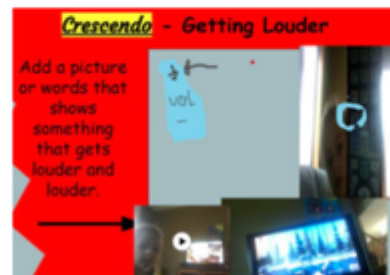 Crescendo - Getting Louder
Add a picture
or words that
shows
something
that gets
louder and
louder.
vol